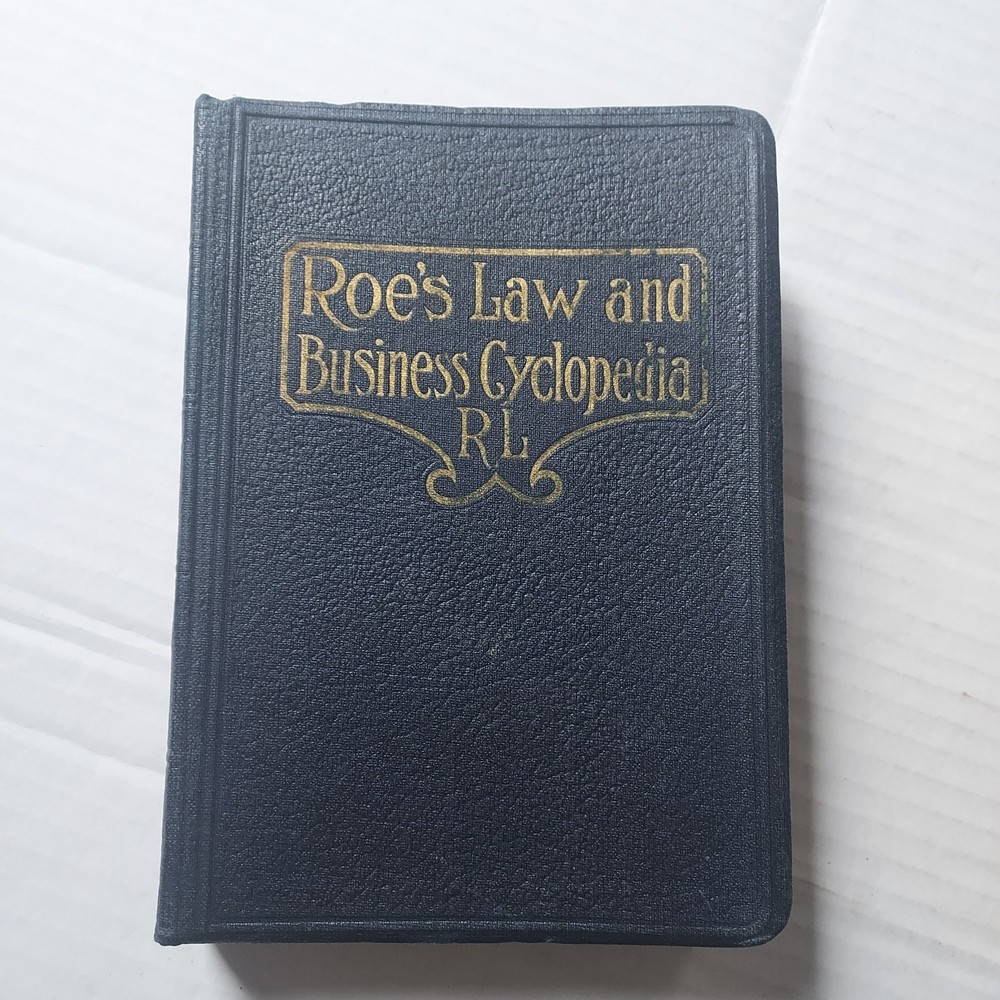 Roe's Law and
Business Cyclopedia
RL